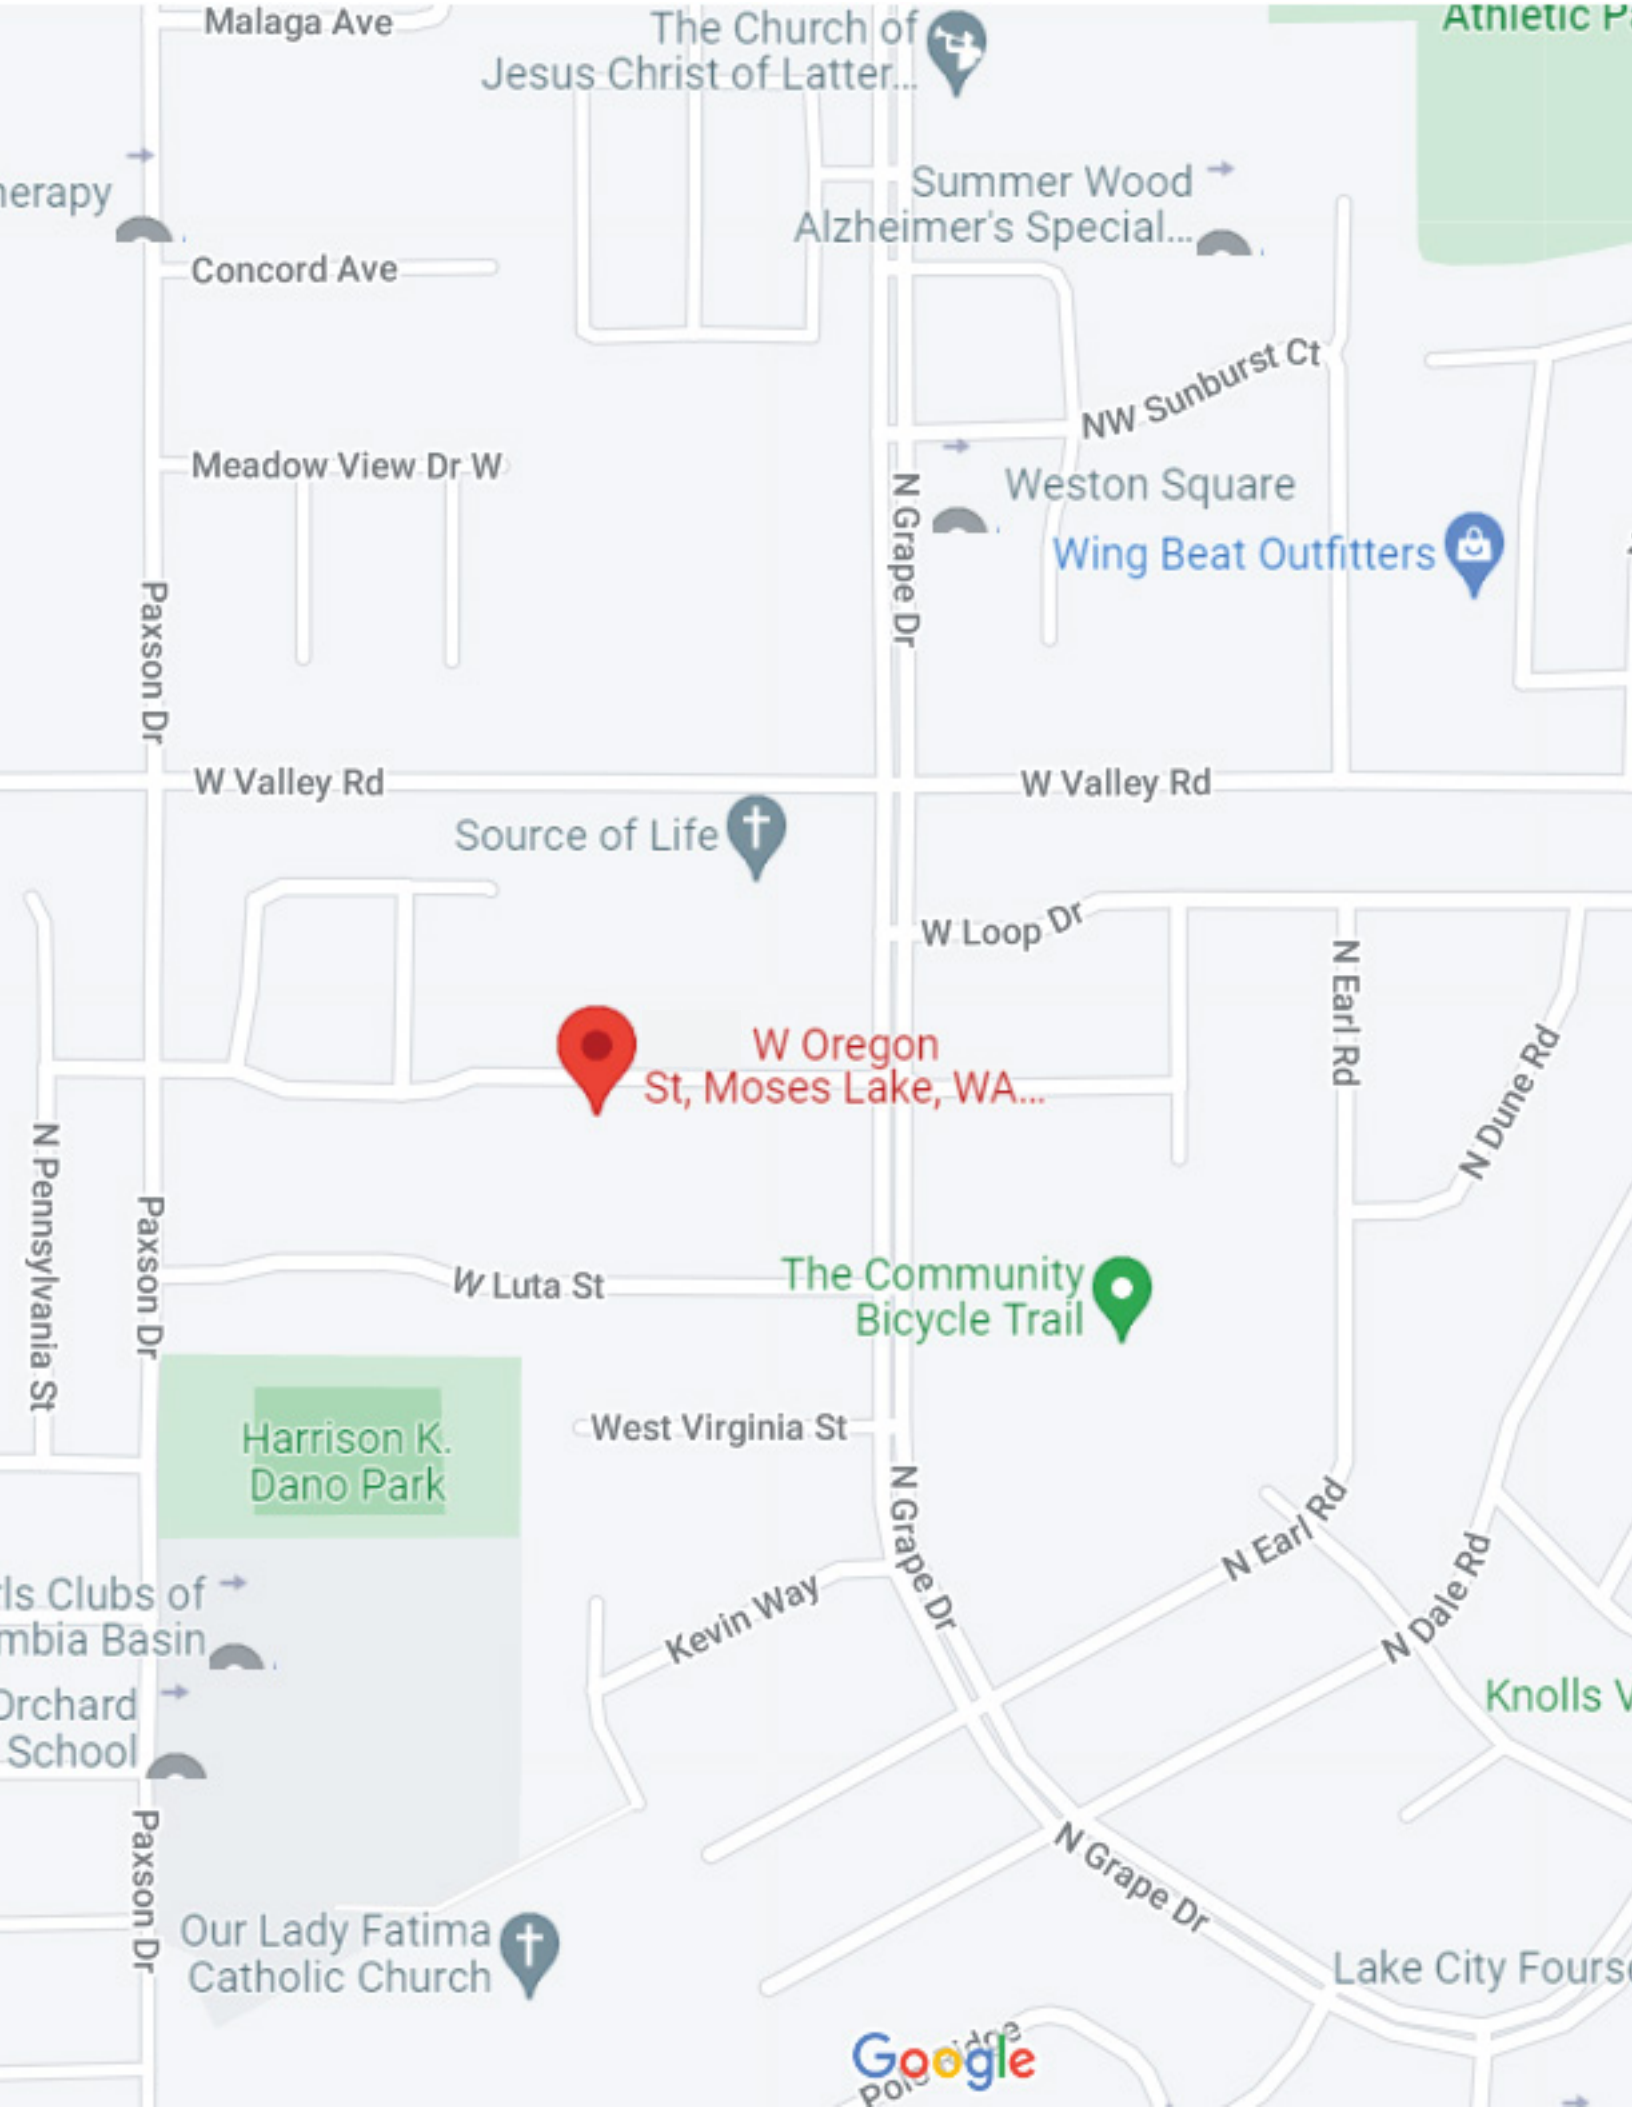 Malaga Ave
The Church of
Jesus Christ of Latter...
Athletic
Summer Wood
Alzheimer's Special...
Concord Ave
NW Sunburst Ct
Meadow View Dr W
N Grape Dr
Weston Square
Wing Beat Outfitters
Paxson Dr
W Valley Rd
W Valley Rd
Source of Life
W Loop Dr
N Earl Rd
W Oregon
St, Moses Lake, WA...
N Dune Rd
N Pennsylvania St
Paxson Dr
W Luta St
The Community
Bicycle Trail
West Virginia St
Harrison K.
Dano Park
N Grape Dr
N Earl Rd
N Dale Rd
Clubs of
Basin
Kevin Way
Orchard
School
Knolls
Paxson Dr
N Grape Dr
Our Lady Fatima
Catholic Church
Lake City
Google